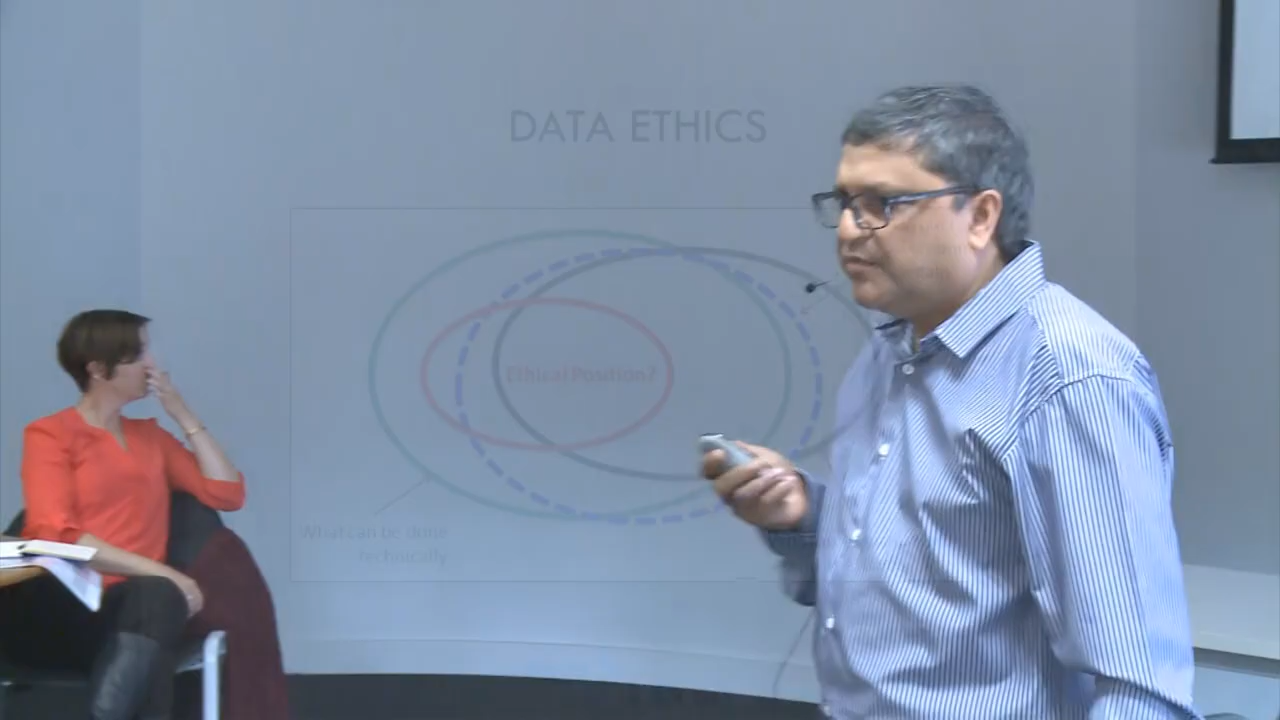 DATA ETHICS
Ethical Position?
What can be done
technically